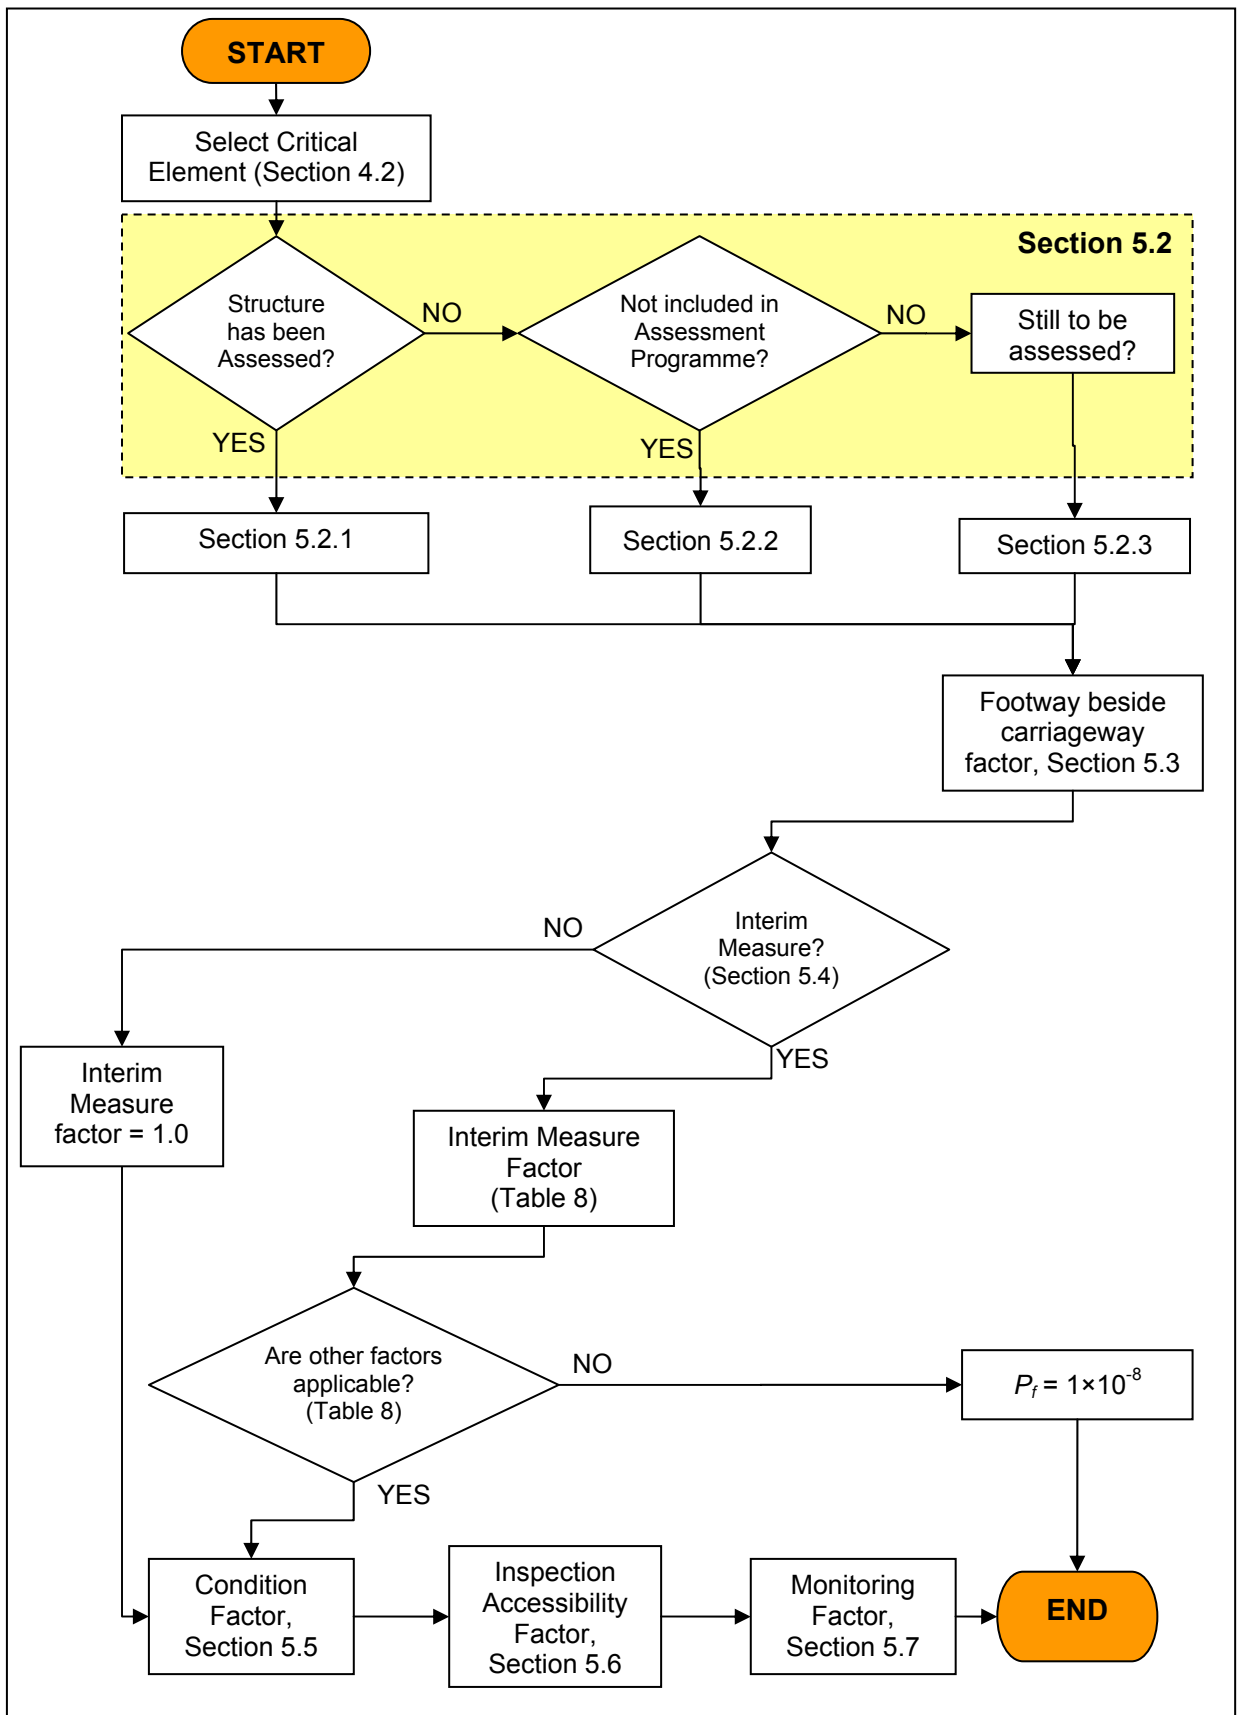 START
Select Critical
Element (Section 4.2)
Section 5.2
Structure
has been
Assessed?
NO
Not included in
Assessment
Programme?
NO
Still to be
assessed?
YES
YES
Section 5.2.1
Section 5.2.2
Section 5.2.3
Footway beside
carriageway
factor, Section 5.3
Interim
Measure?
(Section 5.4)
NO
YES
Interim
Measure
factor = 1.0
Interim Measure
Factor
(Table 8)
Are other factors
applicable?
(Table 8)
NO
P_f = 1×10⁻⁸
YES
Condition
Factor,
Section 5.5
Inspection
Accessibility
Factor,
Section 5.6
Monitoring
Factor,
Section 5.7
END